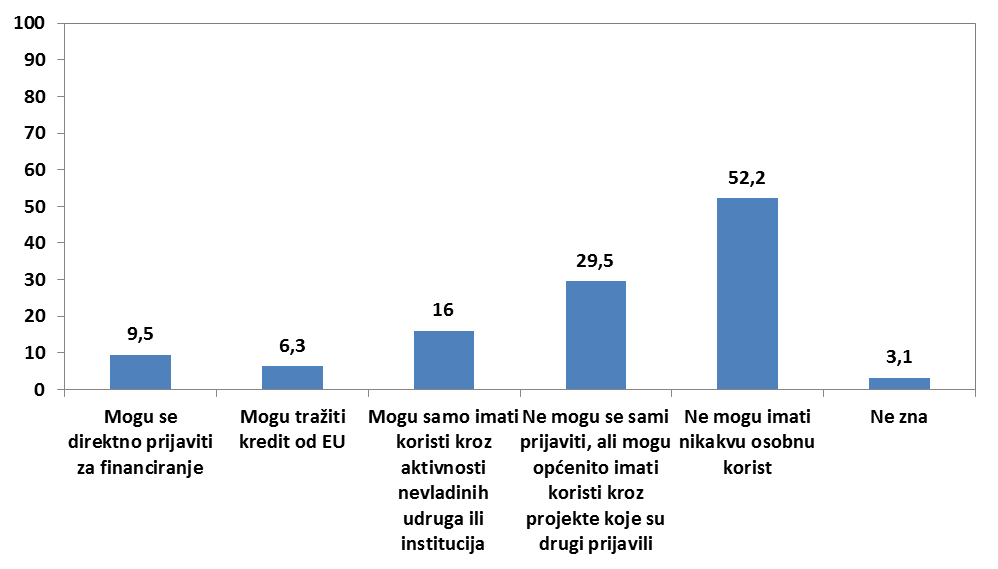 100
90
80
70
60
50
40
30
20
10
0
9,5
6,3
16
29,5
52,2
3,1
Mogu se
direktno prijaviti
za financiranje
Mogu tražiti
kredit od EU
Mogu samo imati
koristi kroz
aktivnosti
nevladinih
udruga ili
institucija
Ne mogu se sami
prijaviti, ali mogu
općenito imati
koristi kroz
projekte koje su
drugi prijavili
Ne mogu imati
nikakvu osobnu
korist
Ne zna